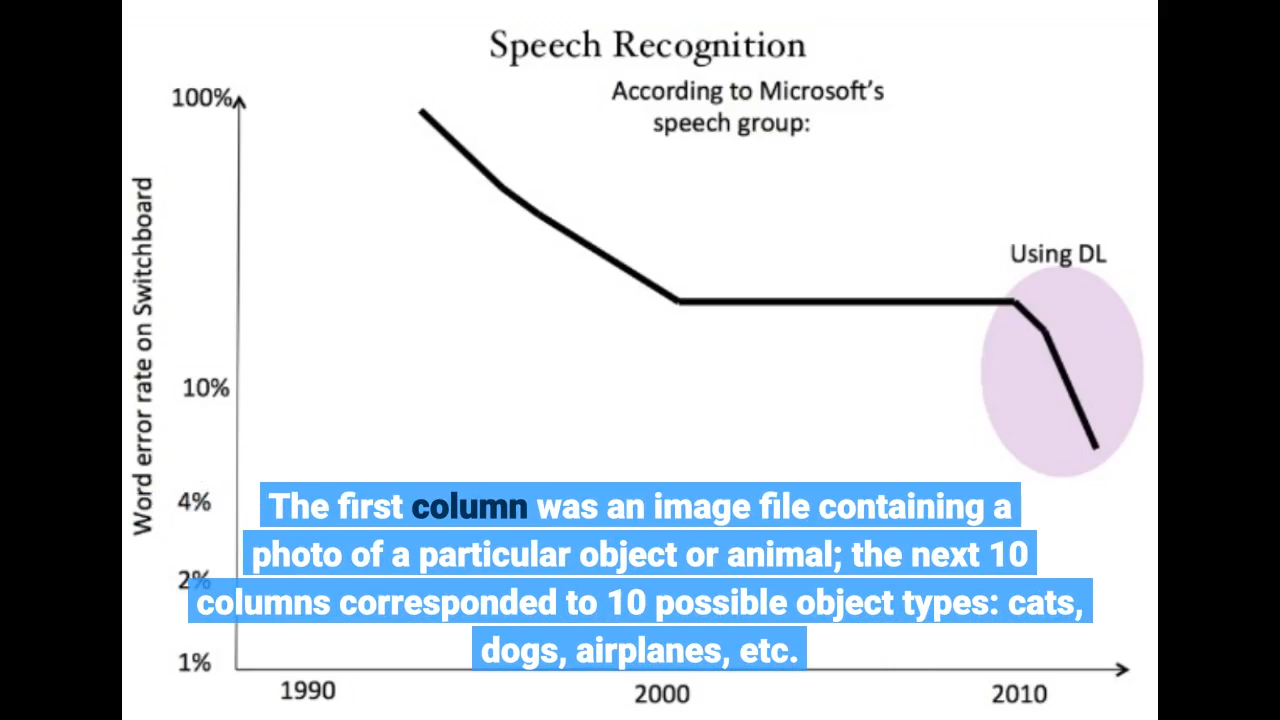 Speech Recognition
According to Microsoft's
speech group:
100%
Using DL
Word error rate on Switchboard
10%
4%
2%
1%
The first column was an image file containing a
photo of a particular object or animal; the next 10
columns corresponded to 10 possible object types: cats,
dogs, airplanes, etc.
1990
2000
2010